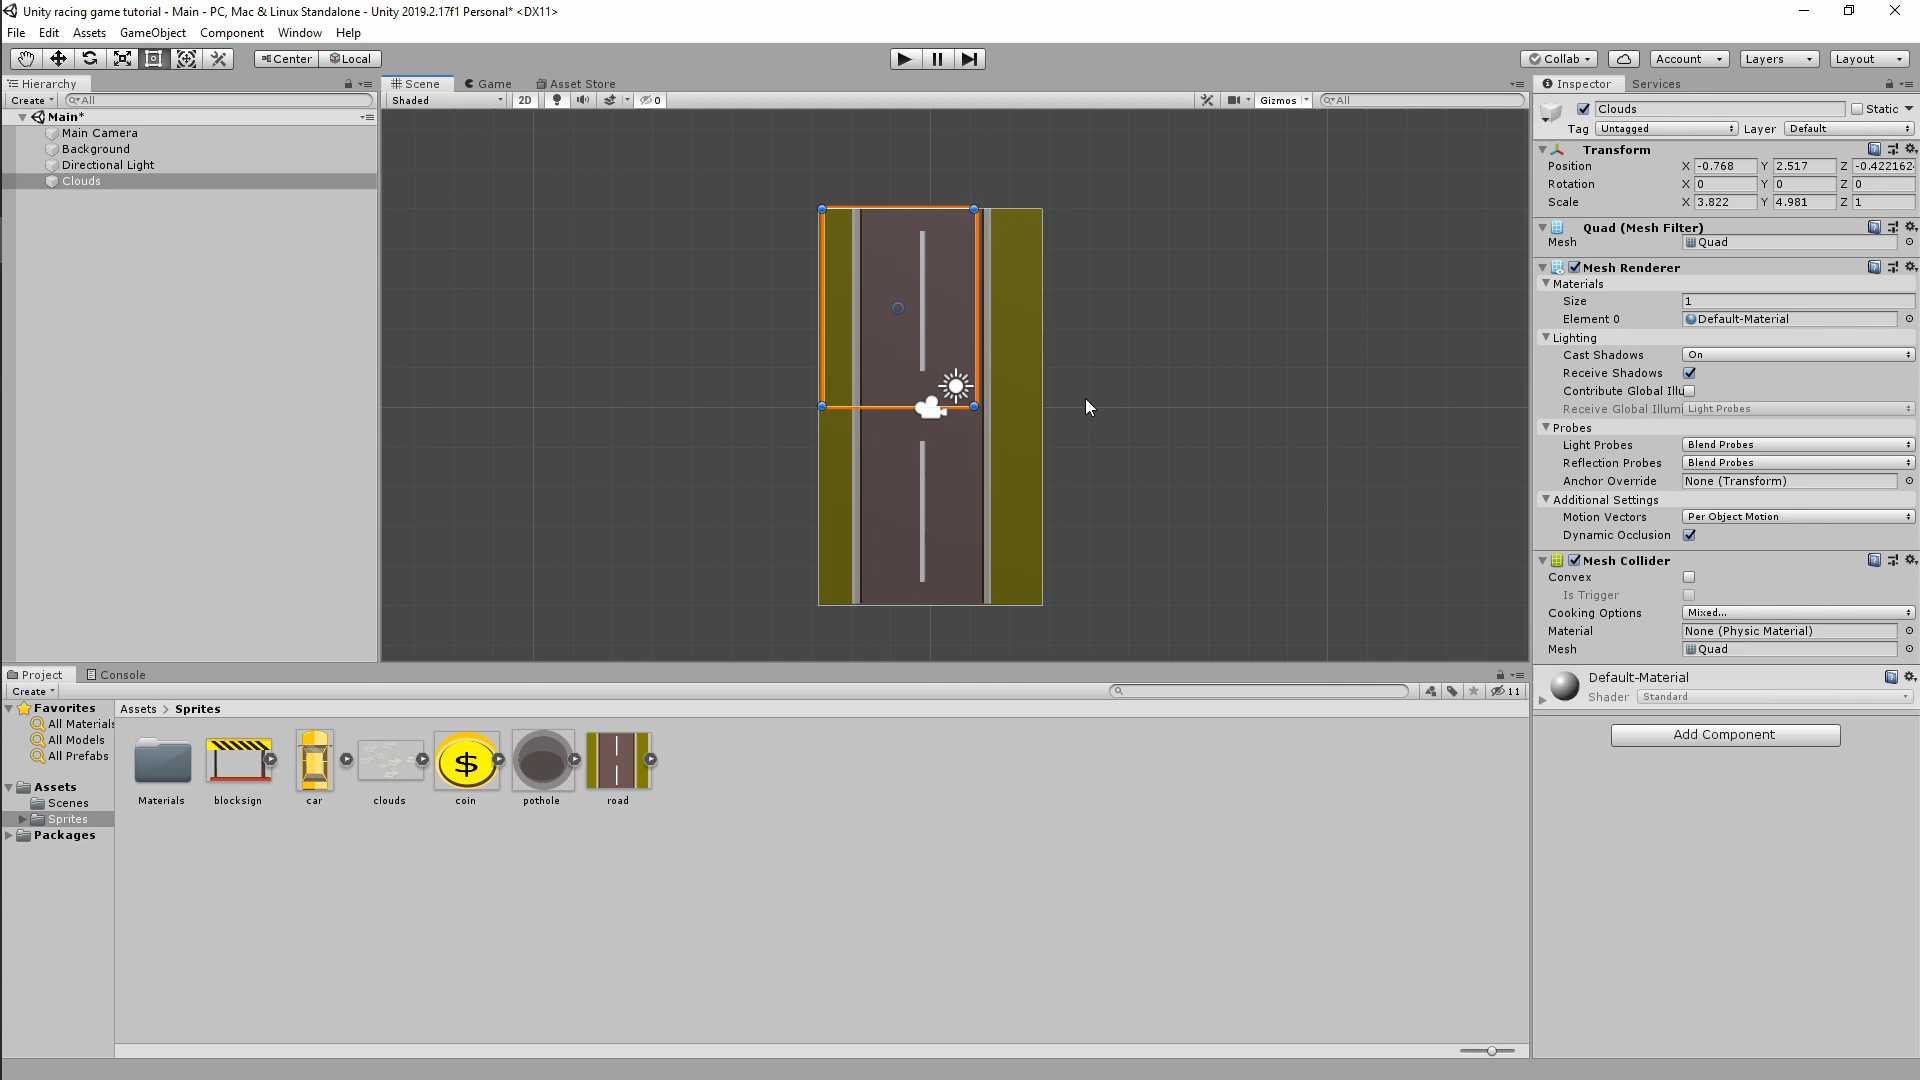 Unity racing game tutorial - Main - PC, Mac & Linux Standalone - Unity 2019.2.17f1 Personal* <DX11>
File Edit Assets GameObject Component Window Help
Center Local Collab Account Layers Layout
Hierarchy
Create All
Main*
Main Camera
Background
Directional Light
Clouds
Scene Game Asset Store
Shaded 2D 0 Gizmos All
Inspector Services
Clouds Static
Tag Untagged Layer Default
Transform
Position X -0.768 Y 2.517 Z -0.422162
Rotation X 0 Y 0 Z 0
Scale X 3.822 Y 4.981 Z 1
Quad (Mesh Filter)
Mesh Quad
Mesh Renderer
Materials
Size 1
Element 0 Default-Material
Lighting
Cast Shadows On
Receive Shadows
Contribute Global Illu
Receive Global Illumi Light Probes
Probes
Light Probes Blend Probes
Reflection Probes Blend Probes
Anchor Override None (Transform)
Additional Settings
Motion Vectors Per Object Motion
Dynamic Occlusion
Mesh Collider
Convex
Is Trigger
Cooking Options Mixed...
Material None (Physic Material)
Mesh Quad
Default-Material
Shader Standard
Add Component
Project Console
Create 11
Favorites
All Materials
All Models
All Prefabs
Assets
Scenes
Sprites
Packages
Assets > Sprites
$
Materials blocksign car clouds coin pothole road